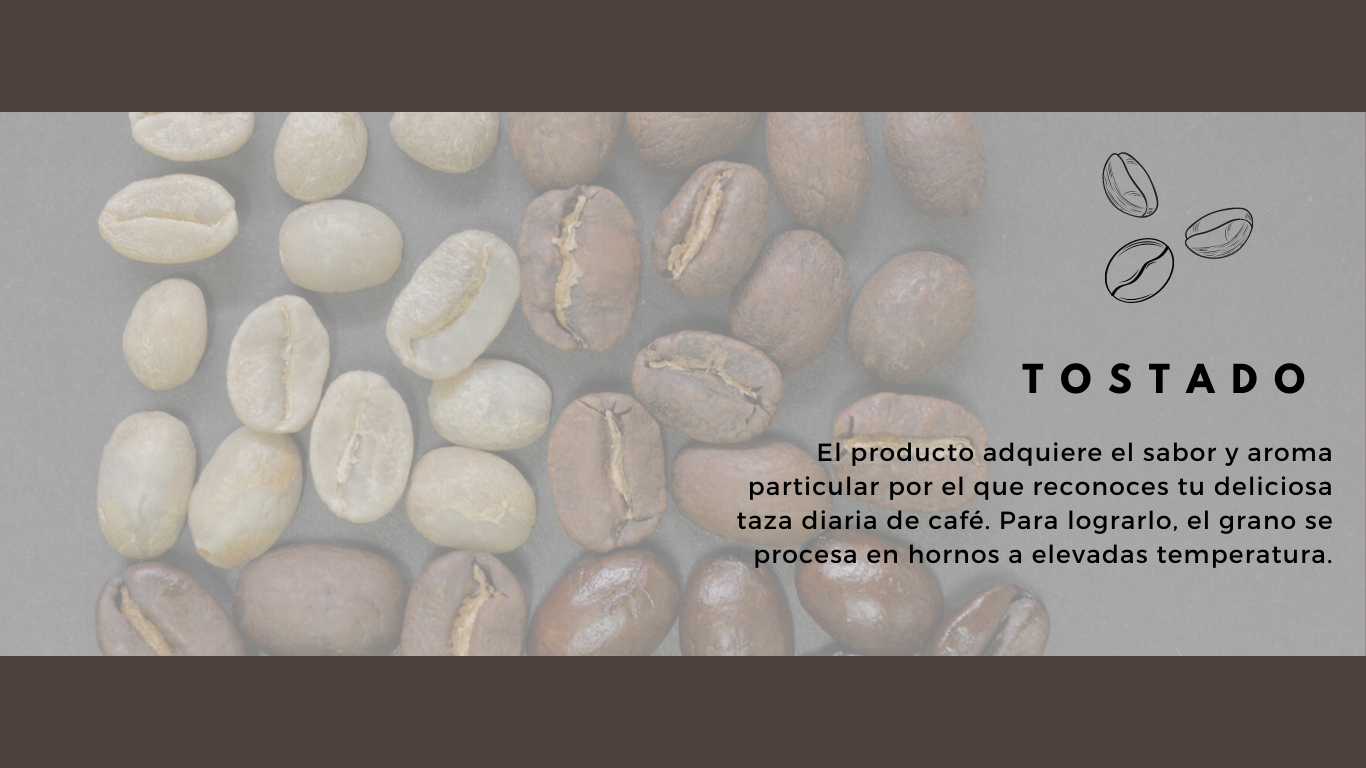 TOSTADO
El producto adquiere el sabor y aroma
particular por el que reconoces tu deliciosa
taza diaria de café. Para lograrlo, el grano se
procesa en hornos a elevadas temperatura.